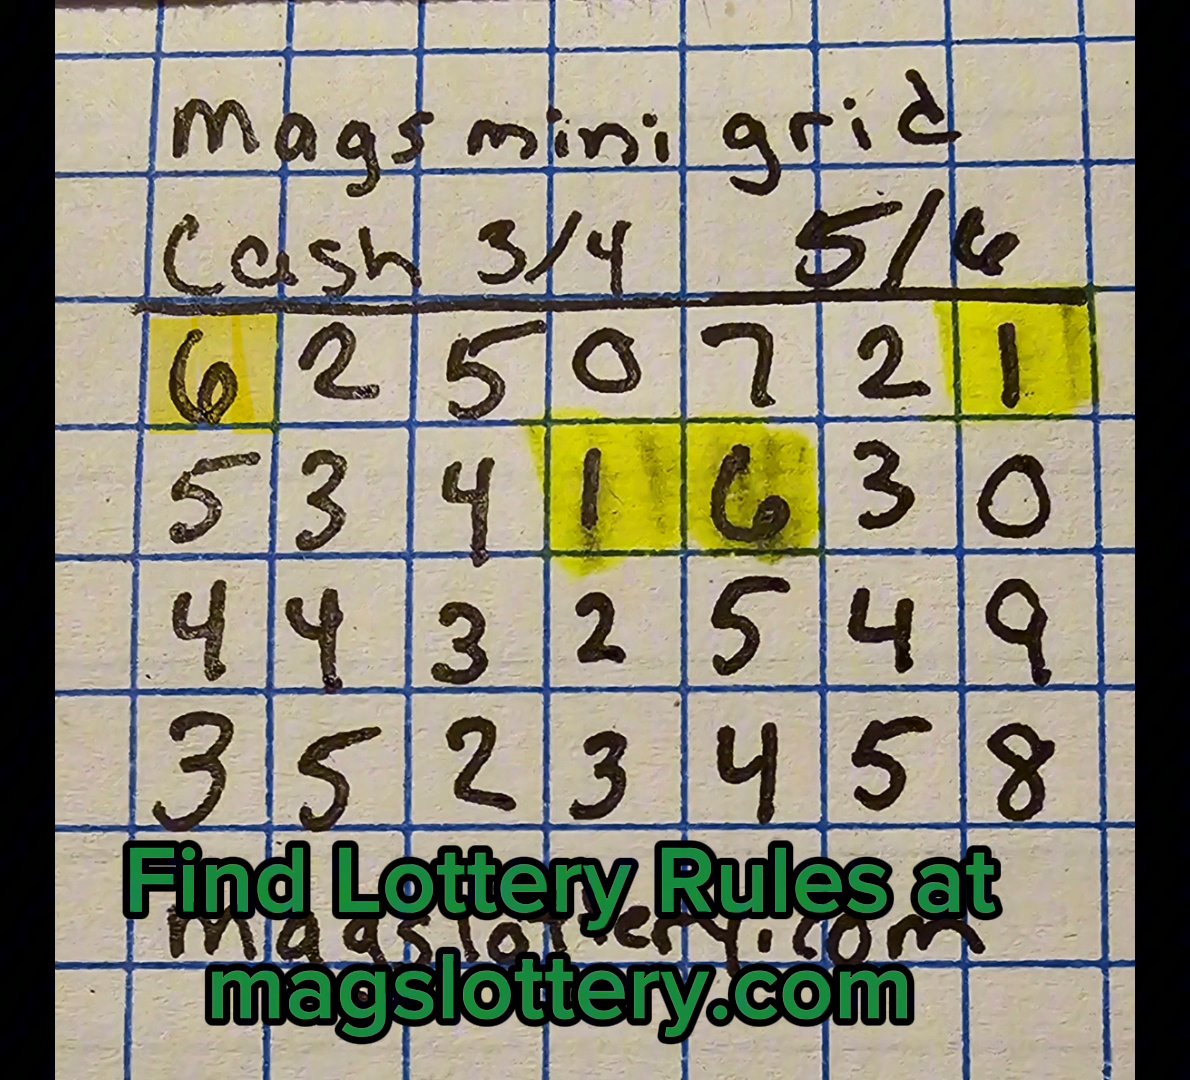 mags mini grid
Cash 3/4 5/6
6 2 5 0 7 2 1
5 3 4 1 6 3 0
4 4 3 2 5 4 9
3 5 2 3 4 5 8
Find Lottery Rules at
magslottery.com
magslottery.com